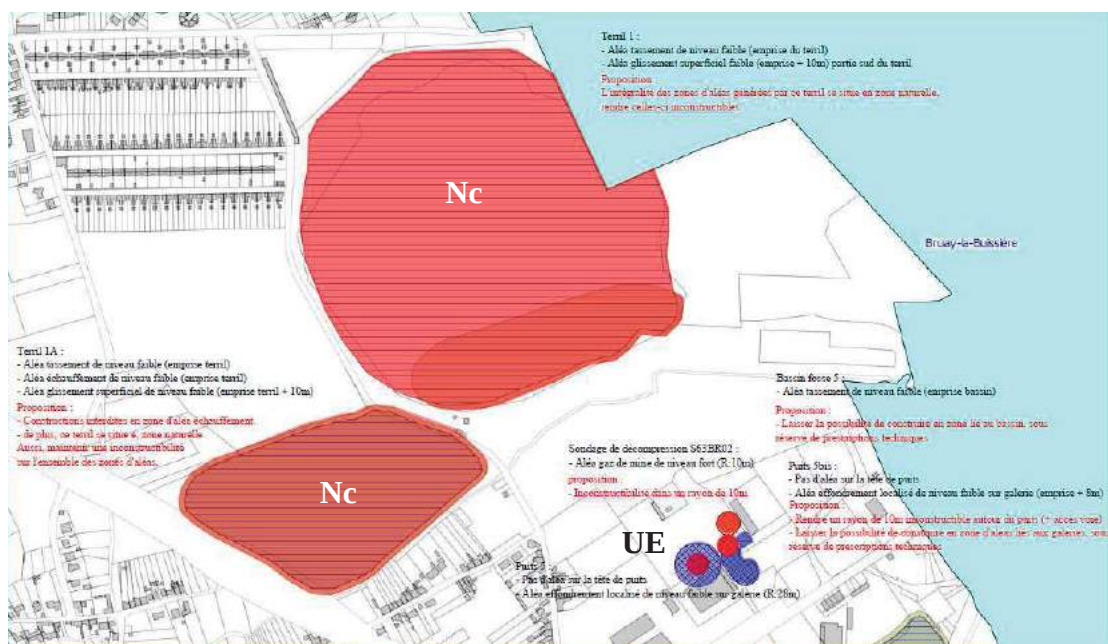 Terril 1 :
- Aléa tassement de niveau faible (emprise du terril)
- Aléa glissement superficiel faible (emprise + 10m) partie sud du terril
Proposition :
L'intégralité des zones d'aléas générées par ce terril se situe en zone naturelle,
rendre celles-ci inconstructibles
Nc
Bruay-la-Buissière
Terril 1A :
- Aléa tassement de niveau faible (emprise terril)
- Aléa échauffement de niveau faible (emprise terril)
- Aléa glissement superficiel de niveau faible (emprise terril + 10m)
Proposition :
- Constructions interdites en zone d'aléa échauffement
- de plus, ce terril se situe e, zone naturelle
Aussi, maintenir une inconstructibilité
sur l'ensemble des zones d'aléas.
Nc
Bassin fosse 5 :
- Aléa tassement de niveau faible (emprise bassin)
Proposition :
- Laisser la possibilité de construire en zone lié au bassin, sous
réserve de prescriptions techniques
Sondage de décompression S63BR02 :
- Aléa gaz de mine de niveau fort (R:10m)
proposition :
- Inconstructibilité dans un rayon de 10m
Puits 5bis :
- Pas d'aléa sur la tête de puits
- Aléa effondrement localisé de niveau faible sur galerie (emprise + 8m)
Proposition :
- Rendre un rayon de 10m inconstructible autour du puits (+ accès voie)
- Laisser la possibilité de construire en zone d'aléas liés aux galeries, sous
réserve de prescriptions techniques
UE
Puits 5 :
- Pas d'aléa sur la tête de puits
- Aléa effondrement localisé de niveau faible sur galerie (R:28m)